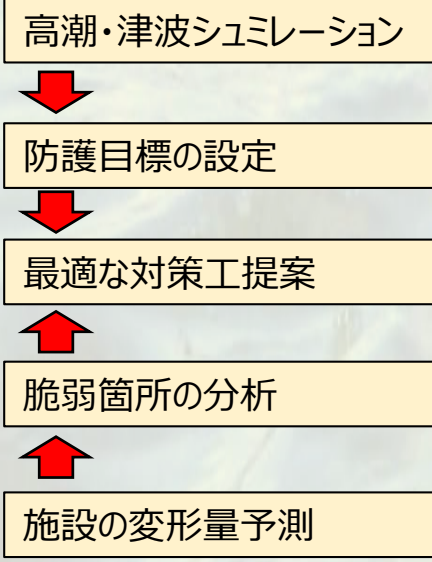 高潮・津波シュミレーション
防護目標の設定
最適な対策工提案
脆弱箇所の分析
施設の変形量予測